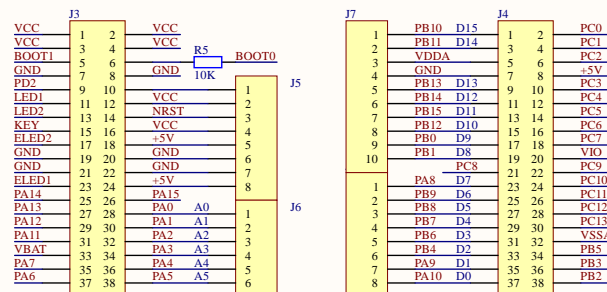 J3 J7 J4
VCC 1 2 VCC 1 PB10 D15 1 2 PC0
VCC 3 4 VCC R5 2 PB11 D14 3 4 PC1
BOOT1 5 6 BOOT0 3 VDDA 5 6 PC2
GND 7 8 GND 10K J5 4 GND 7 8 +5V
PD2 9 10 1 5 PB13 D13 9 10 PC3
LED1 11 12 VCC 2 6 PB14 D12 11 12 PC4
LED2 13 14 NRST 3 7 PB15 D11 13 14 PC5
KEY 15 16 VCC 4 8 PB12 D10 15 16 PC6
ELED2 17 18 +5V 5 9 PB0 D9 17 18 PC7
GND 19 20 GND 6 10 PB1 D8 19 20 VIO
GND 21 22 GND 7 PC8 21 22 PC9
ELED1 23 24 +5V 8 1 PA8 D7 23 24 PC10
PA14 25 26 PA15 J6 2 PB9 D6 25 26 PC11
PA13 27 28 PA0 A0 1 3 PB8 D5 27 28 PC12
PA12 29 30 PA1 A1 2 4 PB7 D4 29 30 PC13
PA11 31 32 PA2 A2 3 5 PB6 D3 31 32 VSSA
VBAT 33 34 PA3 A3 4 6 PB4 D2 33 34 PB5
PA7 35 36 PA4 A4 5 7 PA9 D1 35 36 PB3
PA6 37 38 PA5 A5 6 8 PA10 D0 37 38 PB2